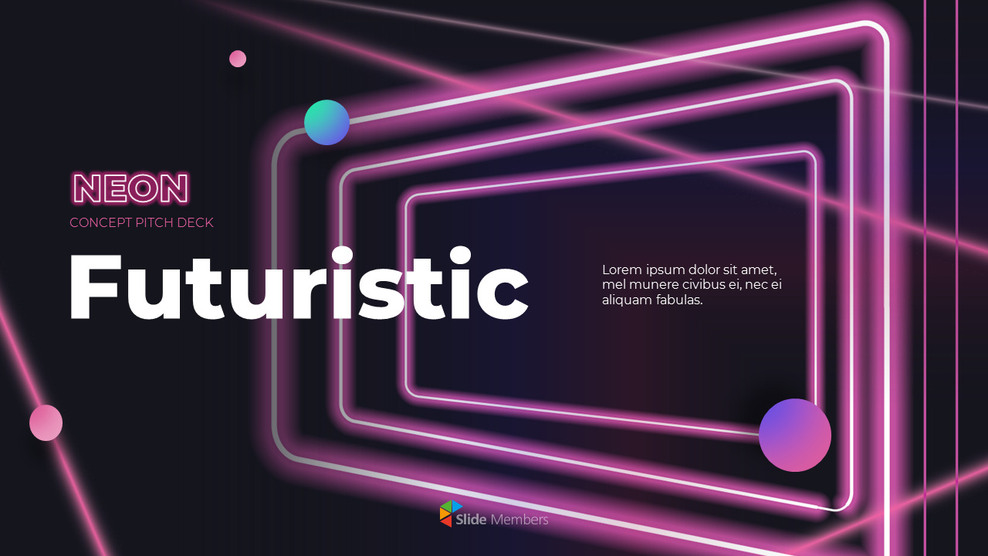 NEON
CONCEPT PITCH DECK
Futuristic
Lorem ipsum dolor sit amet,
mel munere civibus ei, nec ei
aliquam fabulas.
Slide Members